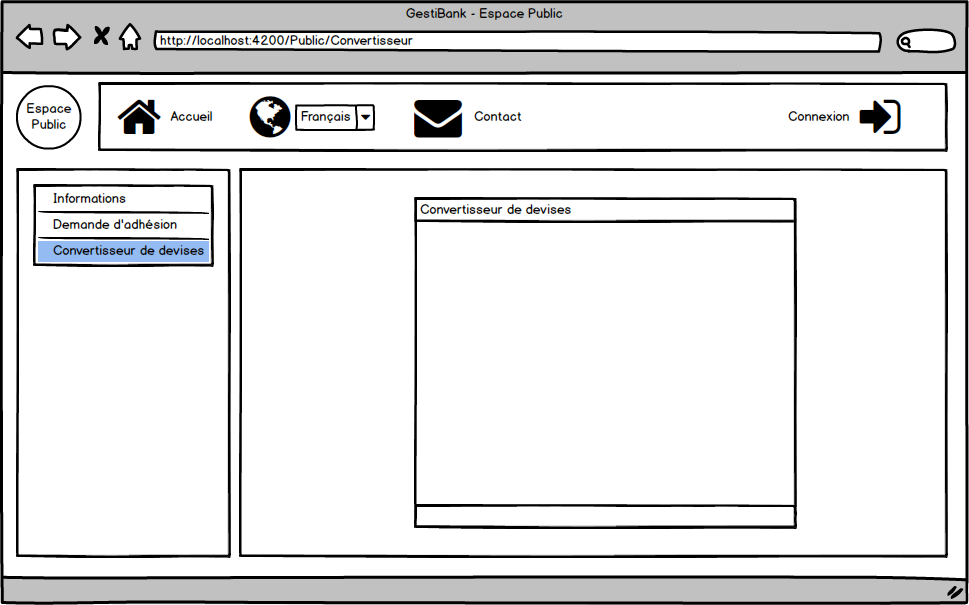 GestiBank - Espace Public
http://localhost:4200/Public/Convertisseur
Espace
Public
Accueil
Français
Contact
Connexion
Informations
Demande d'adhésion
Convertisseur de devises
Convertisseur de devises